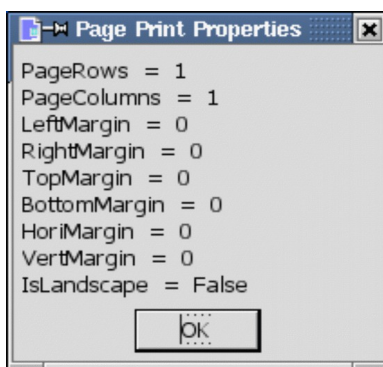 Page Print Properties
PageRows = 1
PageColumns = 1
LeftMargin = 0
RightMargin = 0
TopMargin = 0
BottomMargin = 0
HoriMargin = 0
VertMargin = 0
IsLandscape = False
OK